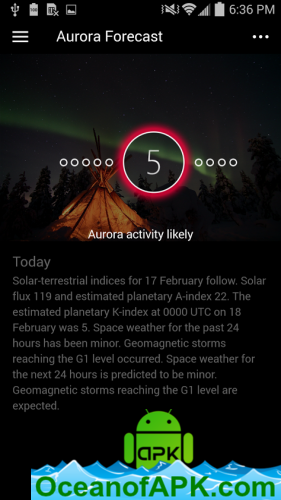 6:36 PM
Aurora Forecast
5
Aurora activity likely
Today
Solar-terrestrial indices for 17 February follow. Solar
flux 119 and estimated planetary A-index 22. The
estimated planetary K-index at 0000 UTC on 18
February was 5. Space weather for the past 24
hours has been minor. Geomagnetic storms
reaching the G1 level occurred. Space weather for
the next 24 hours is predicted to be minor.
Geomagnetic storms reaching the G1 level are
expected.
APK
OceanofAPK.com